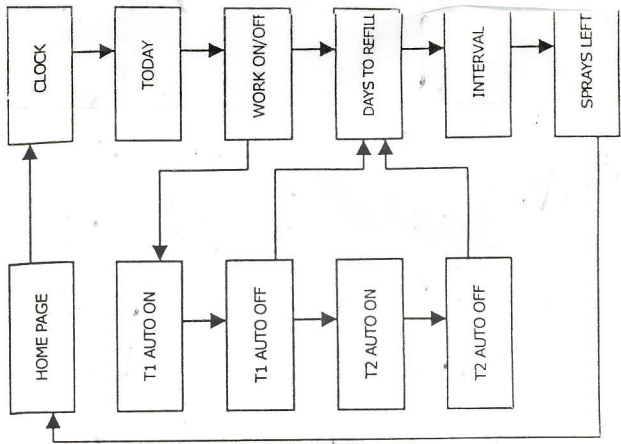 HOME PAGE
CLOCK
TODAY
WORK ON/OFF
DAYS TO REFILL
INTERVAL
SPRAYS LEFT
T1 AUTO ON
T1 AUTO OFF
T2 AUTO ON
T2 AUTO OFF